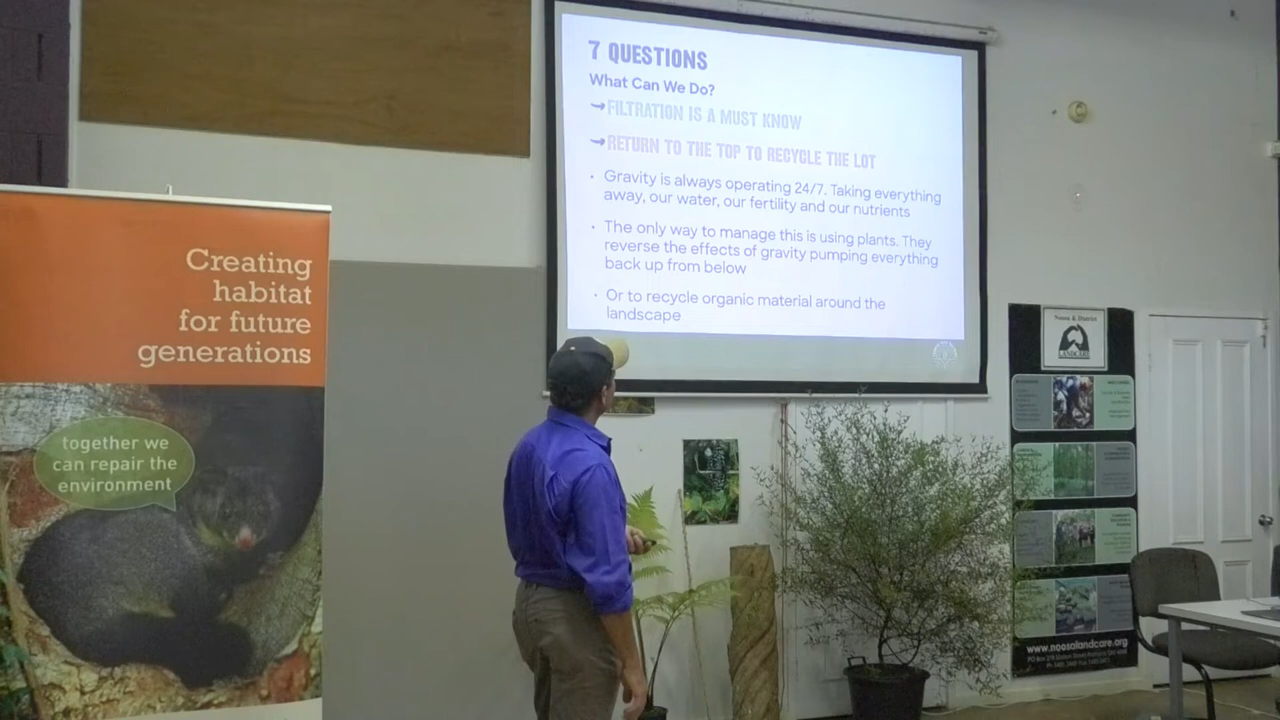 7 QUESTIONS
What Can We Do?
→FILTRATION IS A MUST KNOW
→RETURN TO THE TOP TO RECYCLE THE LOT
• Gravity is always operating 24/7. Taking everything
away, our water, our fertility and our nutrients
• The only way to manage this is using plants. They
reverse the effects of gravity pumping everything
back up from below
• Or to recycle organic material around the
landscape
Creating
habitat
for future
generations
together we
can repair the
environment
Noosa & District
LANDCARE
www.noosalandcare.org